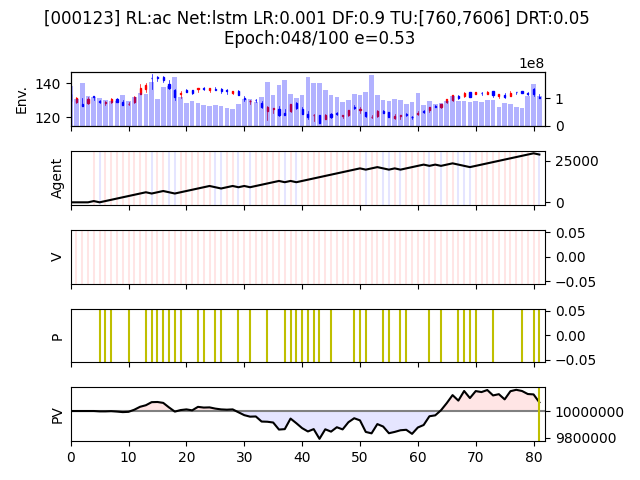 [000123] RL:ac Net:lstm LR:0.001 DF:0.9 TU:[760,7606] DRT:0.05
Epoch:048/100 e=0.53
1e8
Env.
140
120
1
0
Agent
25000
0
V
0.05
0.00
−0.05
P
0.05
0.00
−0.05
PV
10000000
9800000
0 10 20 30 40 50 60 70 80